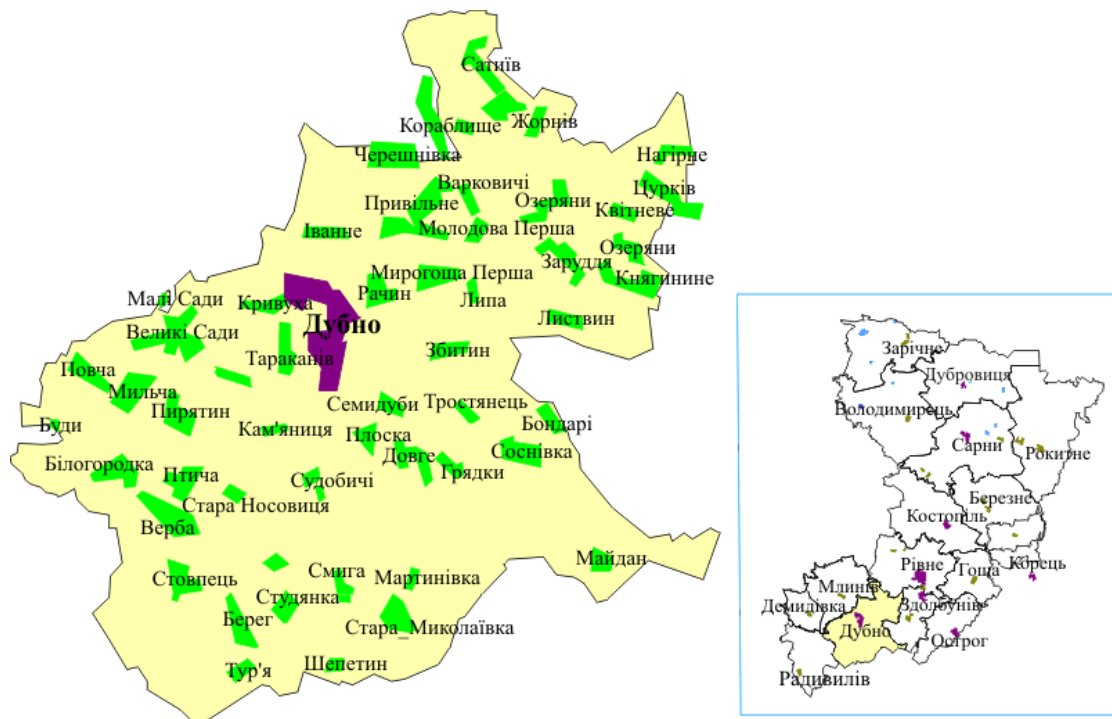 Сатиїв
Кораблище
Жорнів
Черешнівка
Нагірне
Варковичі
Цурків
Привільне
Озеряни
Квітневе
Іванне
Молодова Перша
Озеряни
Заруддя
Мирогоща Перша
Княгинине
Рачин
Липа
Малі Сади
Кривуха
Дубно
Листвин
Великі Сади
Тараканів
Збитин
Повча
Мильча
Пирятин
Семидуби
Тростянець
Буди
Кам'яниця
Плоска
Бондарі
Довге
Соснівка
Білогородка
Птича
Судобичі
Грядки
Стара Носовиця
Верба
Майдан
Стовпець
Смига
Мартинівка
Студянка
Берег
Стара_Миколаївка
Тур'я
Шепетин
Зарічне
Дубровиця
Володимирець
Сарни
Рокитне
Березне
Костопіль
Рівне
Гоща
Корець
Млинів
Демидівка
Здолбунів
Дубно
Острог
Радивилів